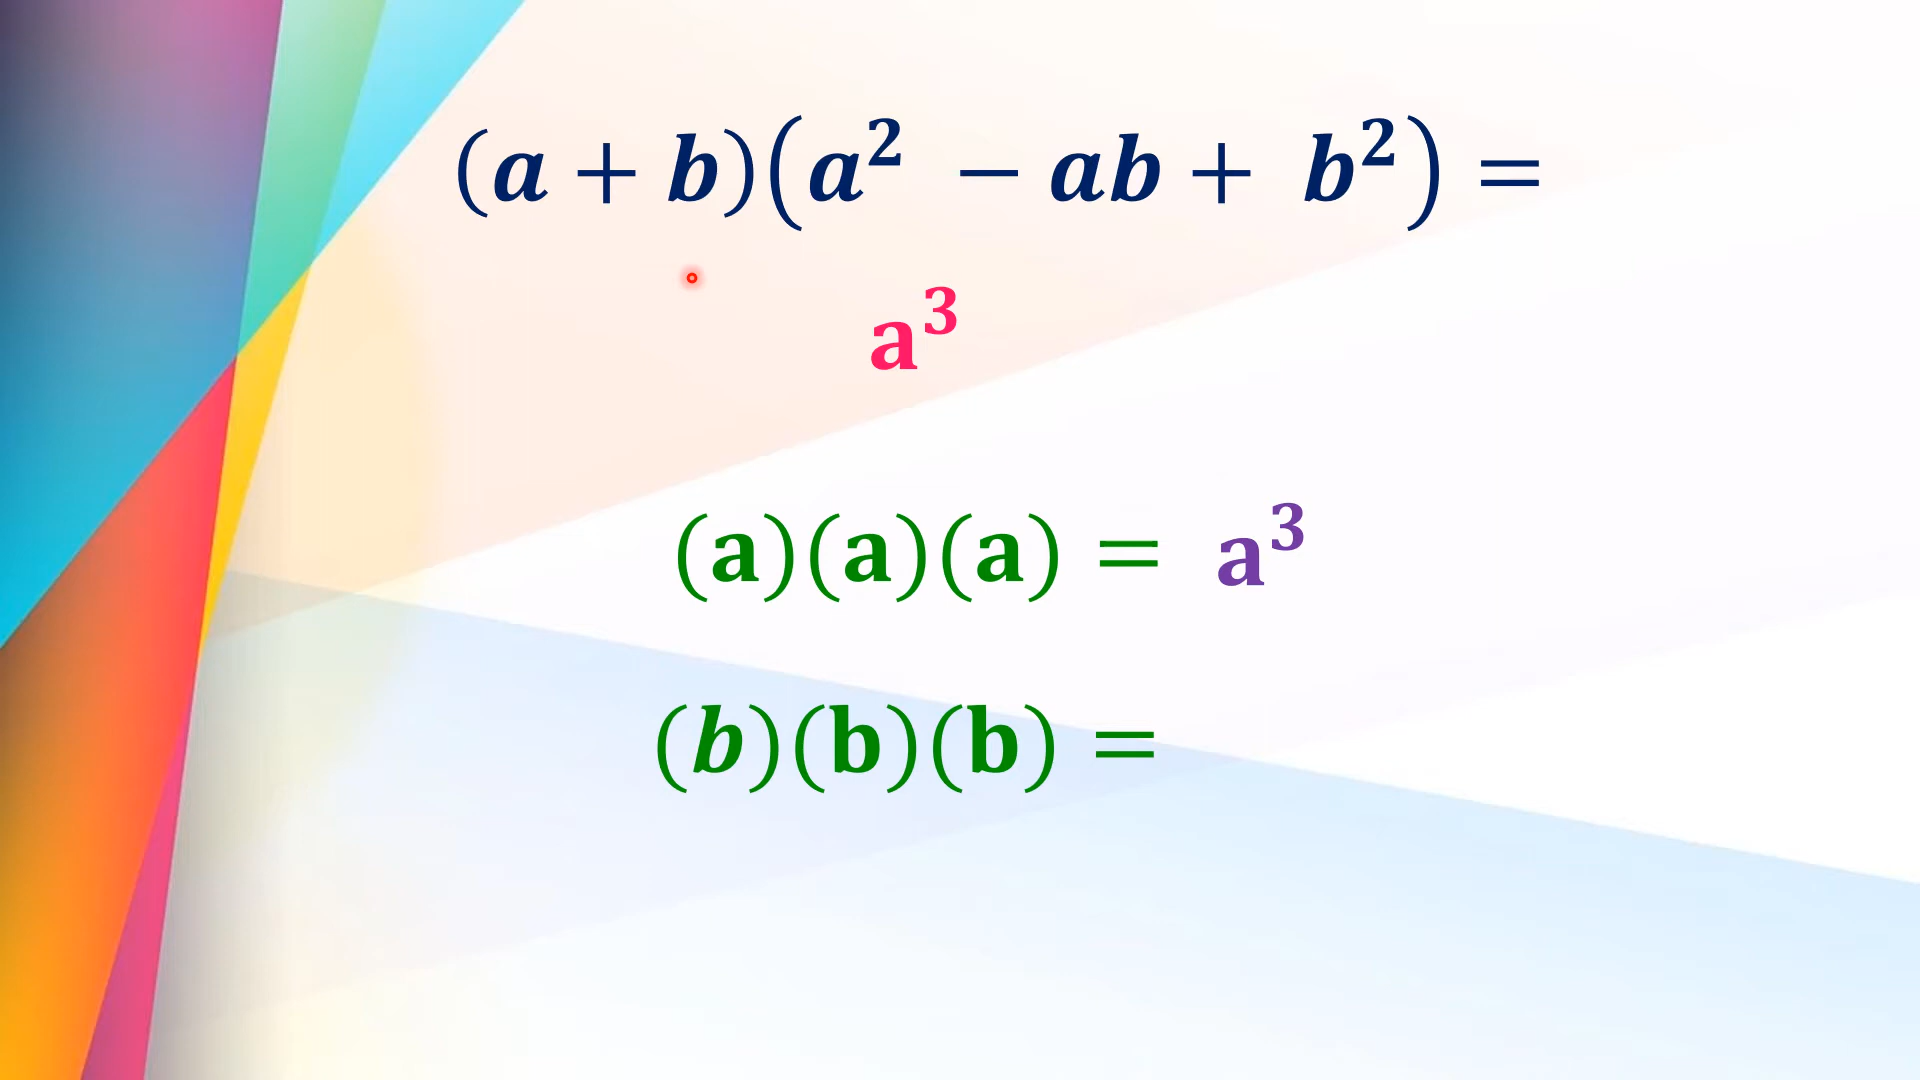 (a + b)(a² − ab + b²) =
a³
(a)(a)(a) = a³
(b)(b)(b) =